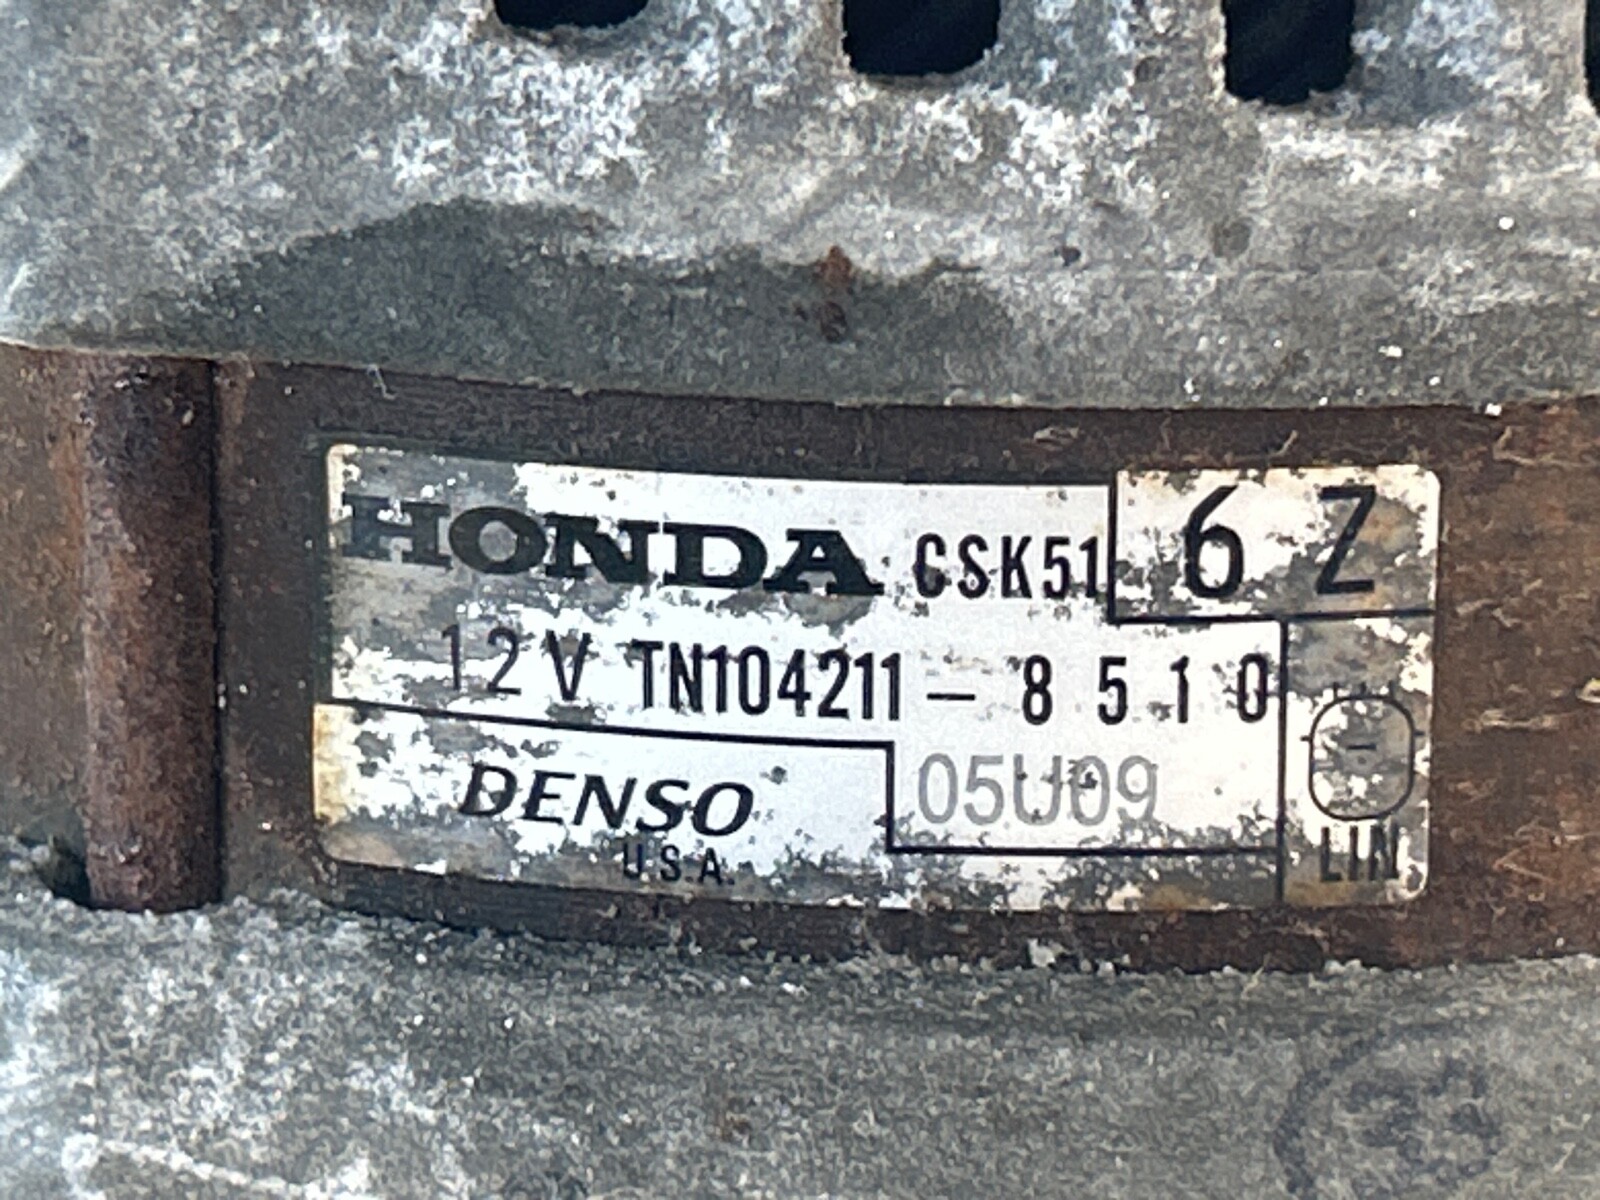 HONDA CSK51 6 Z
12V TN104211-8510
DENSO 05U09
U.S.A. LIN